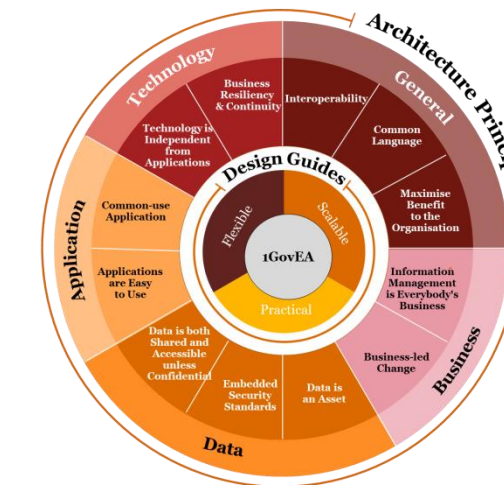 Architecture
Technology
General
Business
Resiliency
& Continuity
Interoperability
Technology is
Independent
from
Applications
Common
Language
Design Guides
Maximise
Benefit
to the
Organisation
Application
Common-use
Application
Flexible
Scalable
1GovEA
Practical
Applications
are Easy
to Use
Information
Management
is Everybody's
Business
Data is both
Shared and
Accessible
unless
Confidential
Embedded
Security
Standards
Data is
an Asset
Business-led
Change
Business
Data